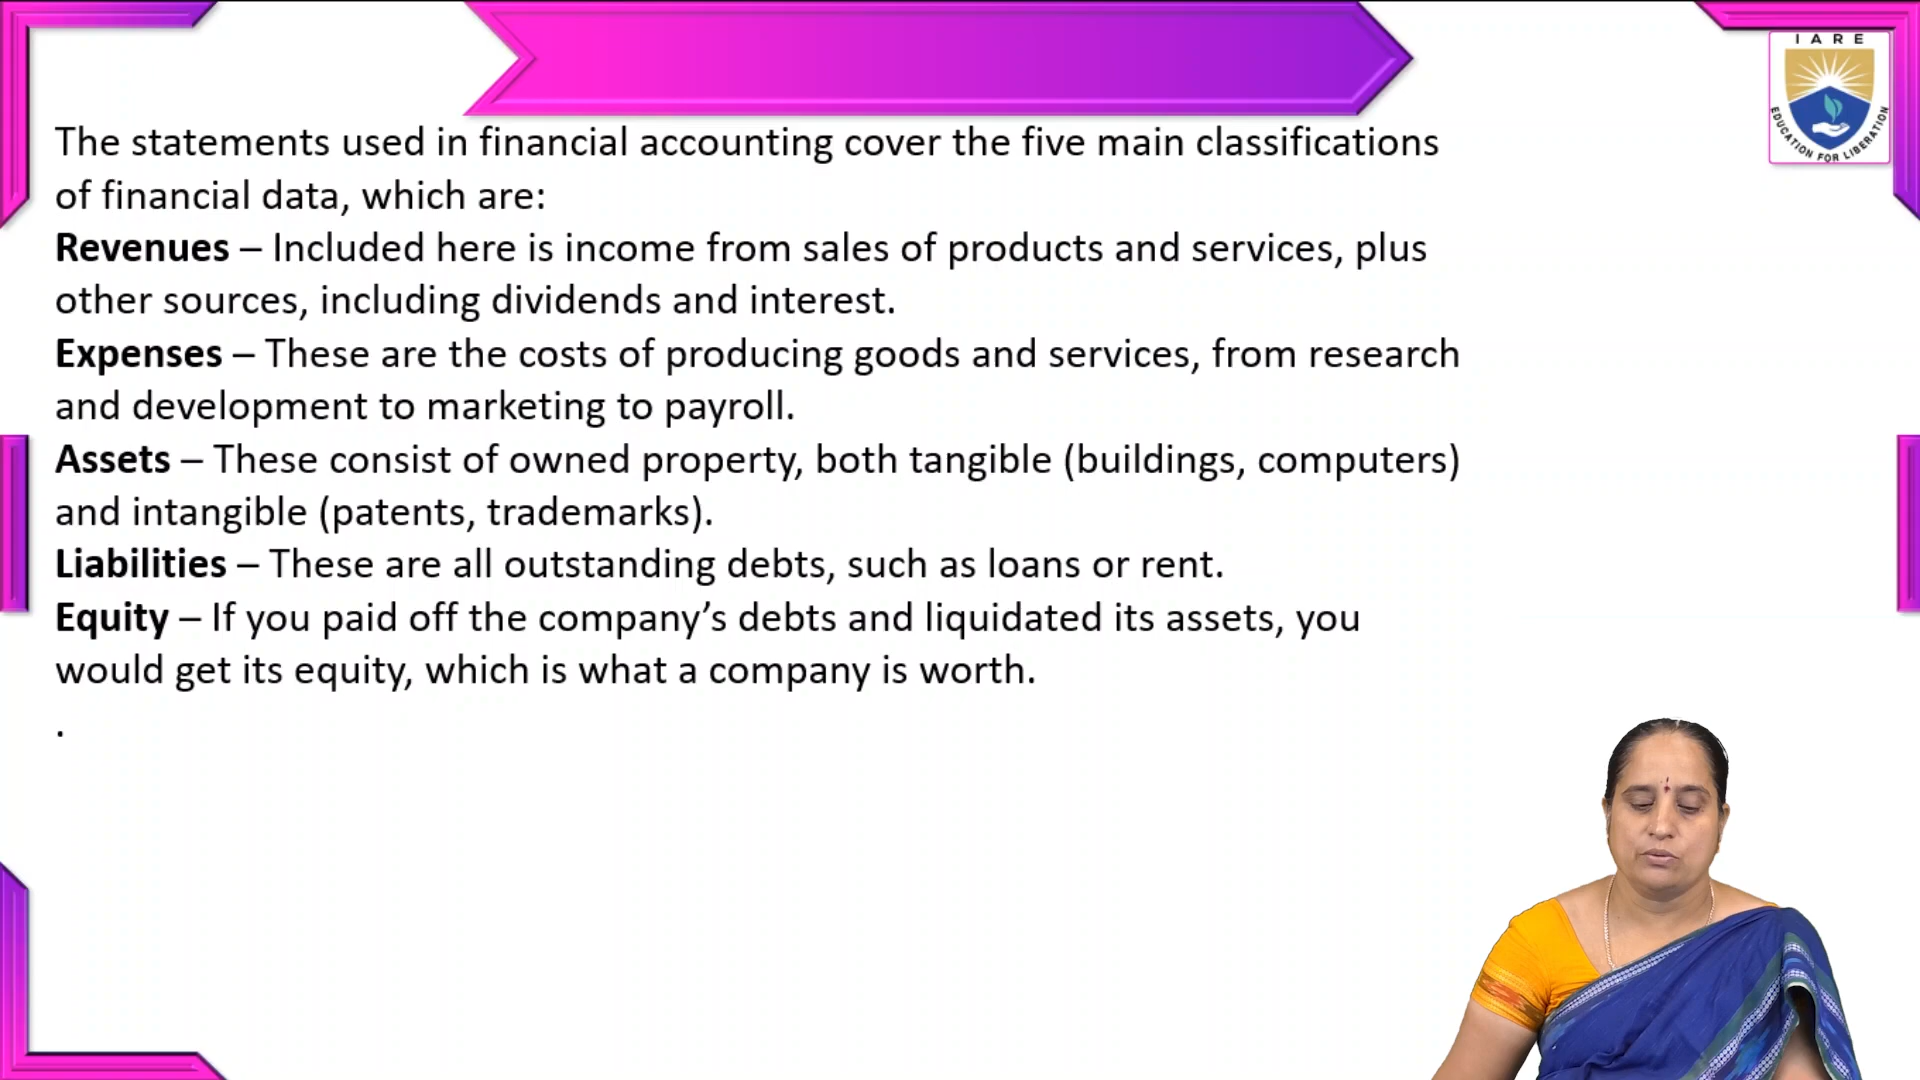 I A R E
EDUCATION FOR LIBERATION
The statements used in financial accounting cover the five main classifications
of financial data, which are:
Revenues – Included here is income from sales of products and services, plus
other sources, including dividends and interest.
Expenses – These are the costs of producing goods and services, from research
and development to marketing to payroll.
Assets – These consist of owned property, both tangible (buildings, computers)
and intangible (patents, trademarks).
Liabilities – These are all outstanding debts, such as loans or rent.
Equity – If you paid off the company’s debts and liquidated its assets, you
would get its equity, which is what a company is worth.
.